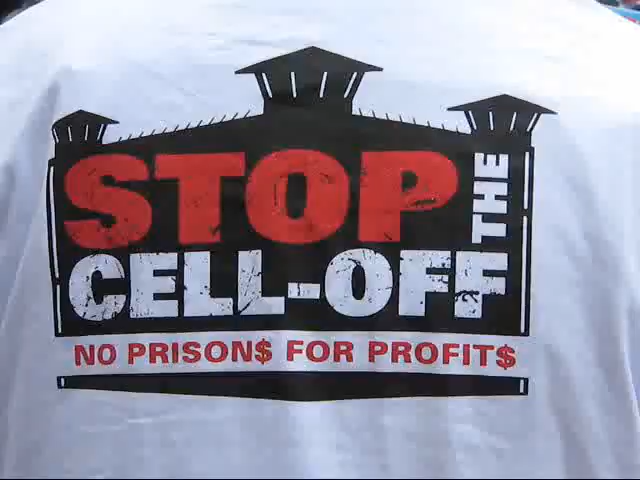 STOP THE
CELL-OFF
NO PRISON$ FOR PROFIT$